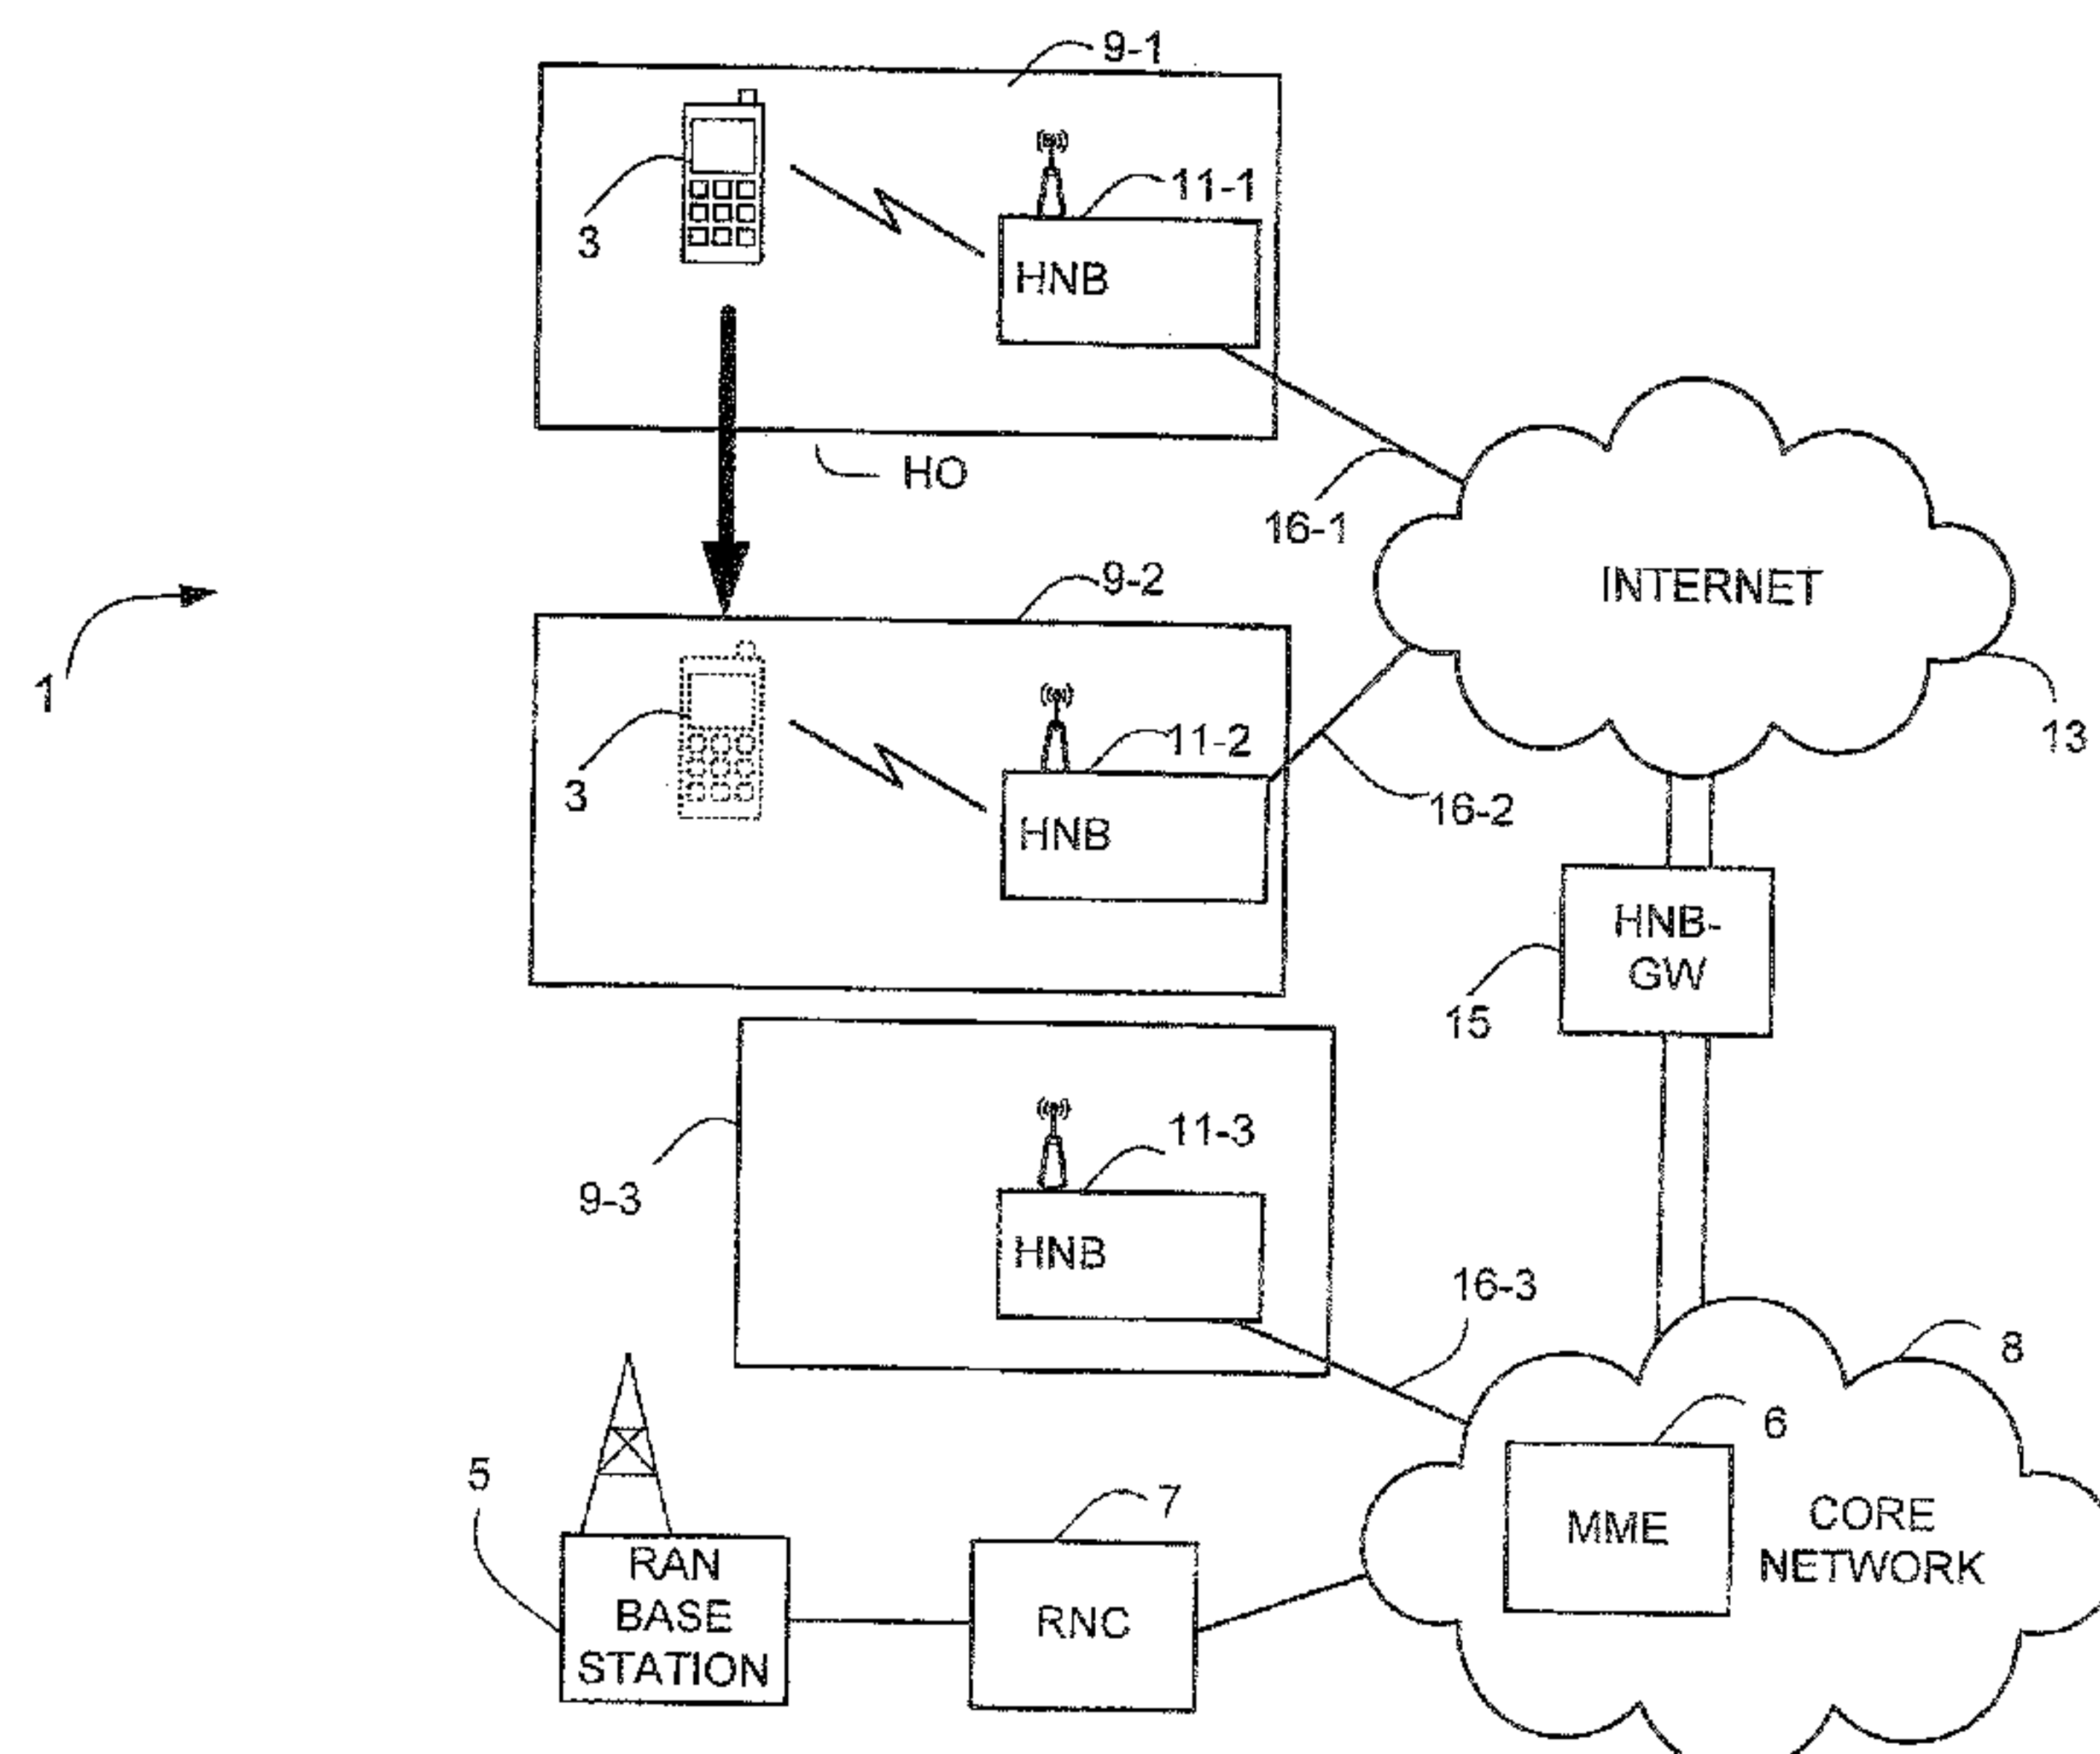 9-1
3
11-1
HNB
HO
16-1
INTERNET
9-2
1
3
11-2
HNB
16-2
13
HNB-
GW
15
11-3
9-3
HNB
16-3
8
6
5
7
MME
CORE
NETWORK
RAN
BASE
STATION
RNC